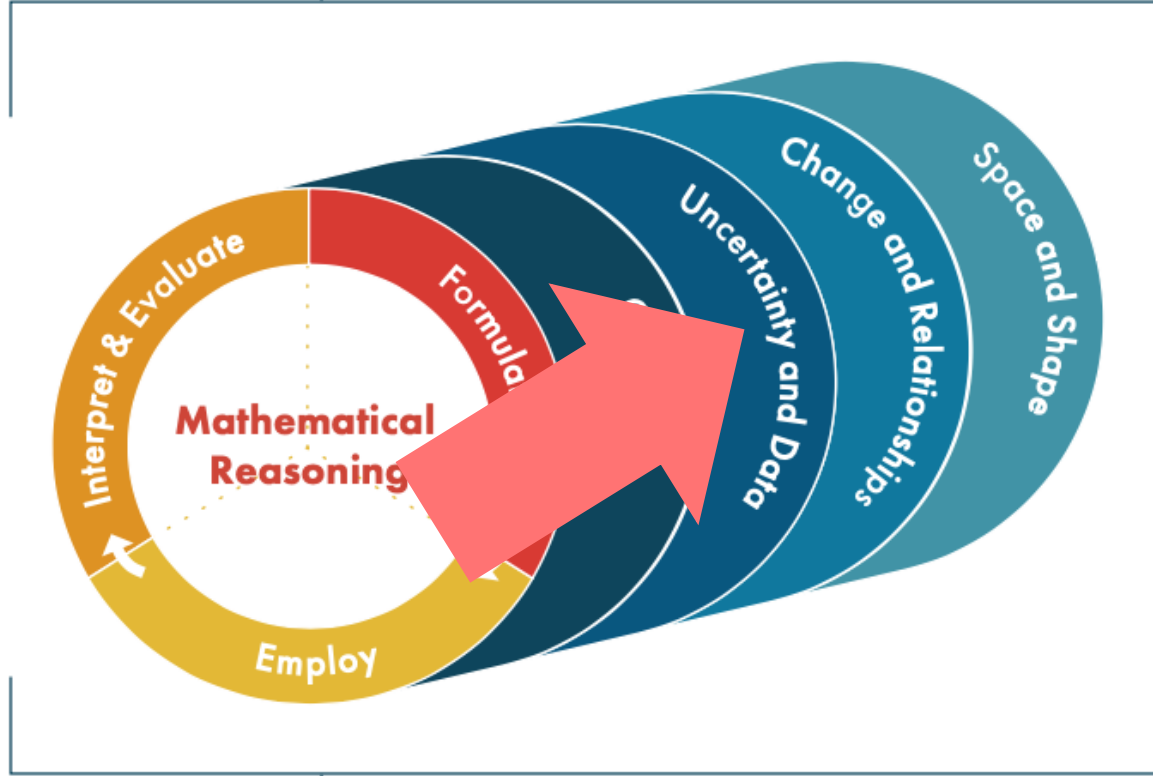 Interpret & Evaluate
Mathematical
Reasoning
Employ
Uncertainty and Data
Change and Relationships
Space and Shape